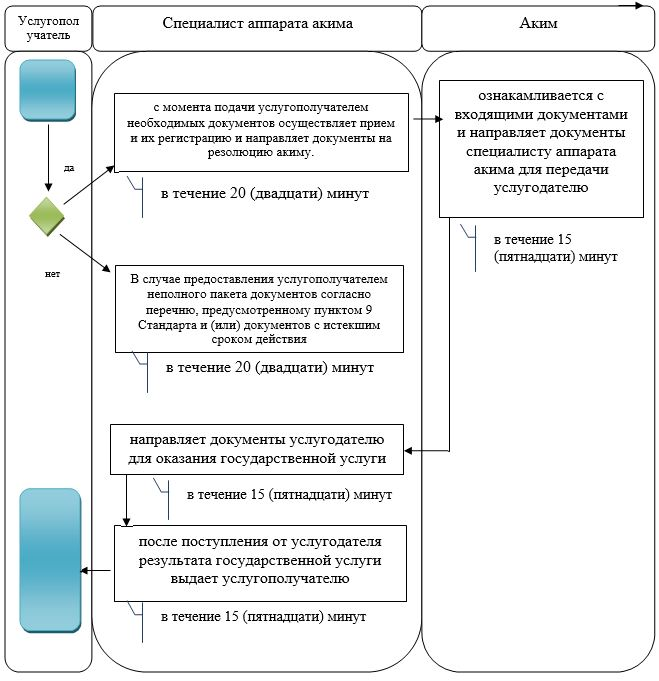 Услугопол
учатель
Специалист аппарата акима
Аким
с момента подачи услугополучателем
необходимых документов осуществляет прием
и их регистрацию и направляет документы на
резолюцию акиму.
ознакамливается с
входящими документами
и направляет документы
специалисту аппарата
акима для передачи
услугодателю
да
в течение 20 (двадцати) минут
в течение 15
(пятнадцати) минут
нет
В случае предоставления услугополучателем
неполного пакета документов согласно
перечню, предусмотренному пунктом 9
Стандарта и (или) документов с истекшим
сроком действия
в течение 20 (двадцати) минут
направляет документы услугодателю
для оказания государственной услуги
в течение 15 (пятнадцати) минут
после поступления от услугодателя
результата государственной услуги
выдает услугополучателю
в течение 15 (пятнадцати) минут